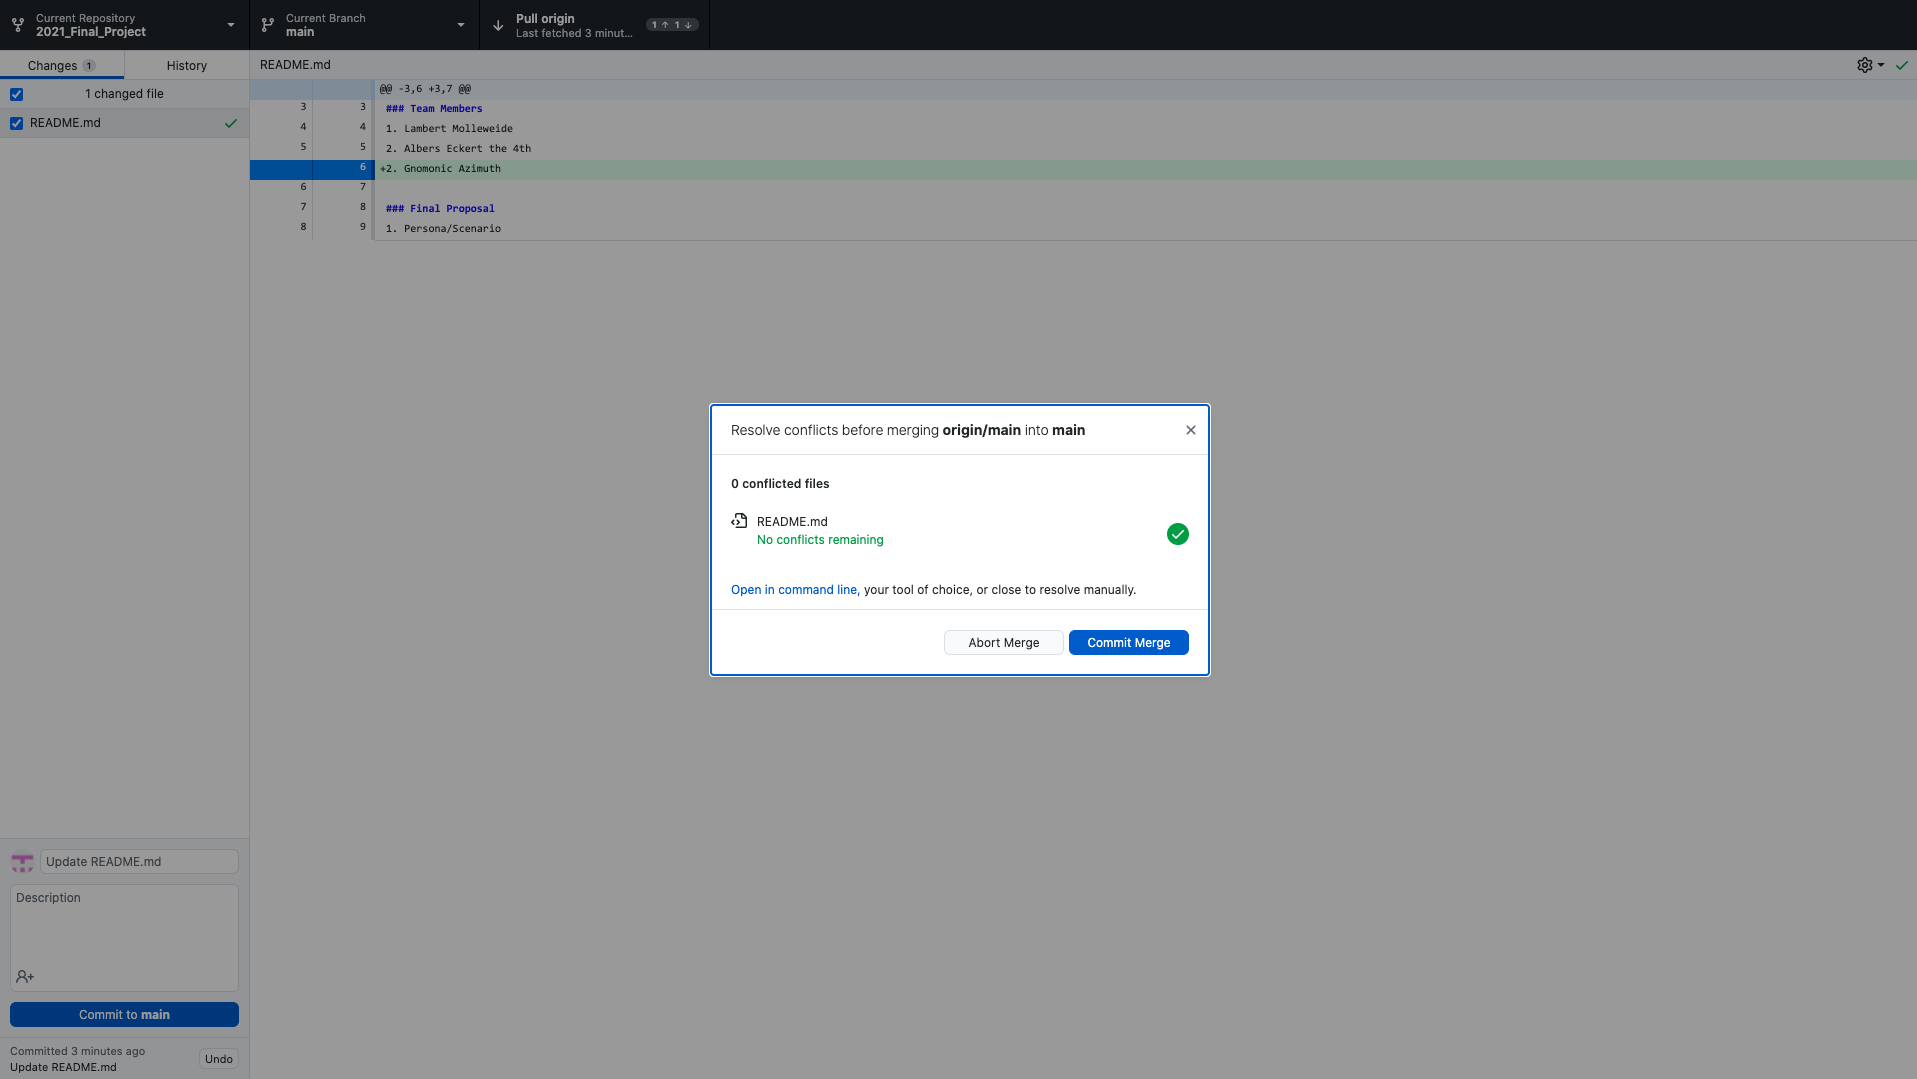 Current Repository
2021_Final_Project
Current Branch
main
Pull origin
Last fetched 3 minut...
1 ↑ 1 ↓
Changes 1
History
README.md
1 changed file
README.md
@@ -3,6 +3,7 @@
3 3 ### Team Members
4 4 1. Lambert Molleweide
5 5 2. Albers Eckert the 4th
6 +2. Gnomonic Azimuth
6 7
7 8 ### Final Proposal
8 9 1. Persona/Scenario
Resolve conflicts before merging origin/main into main
0 conflicted files
README.md
No conflicts remaining
Open in command line, your tool of choice, or close to resolve manually.
Abort Merge
Commit Merge
Update README.md
Description
Commit to main
Committed 3 minutes ago
Update README.md
Undo